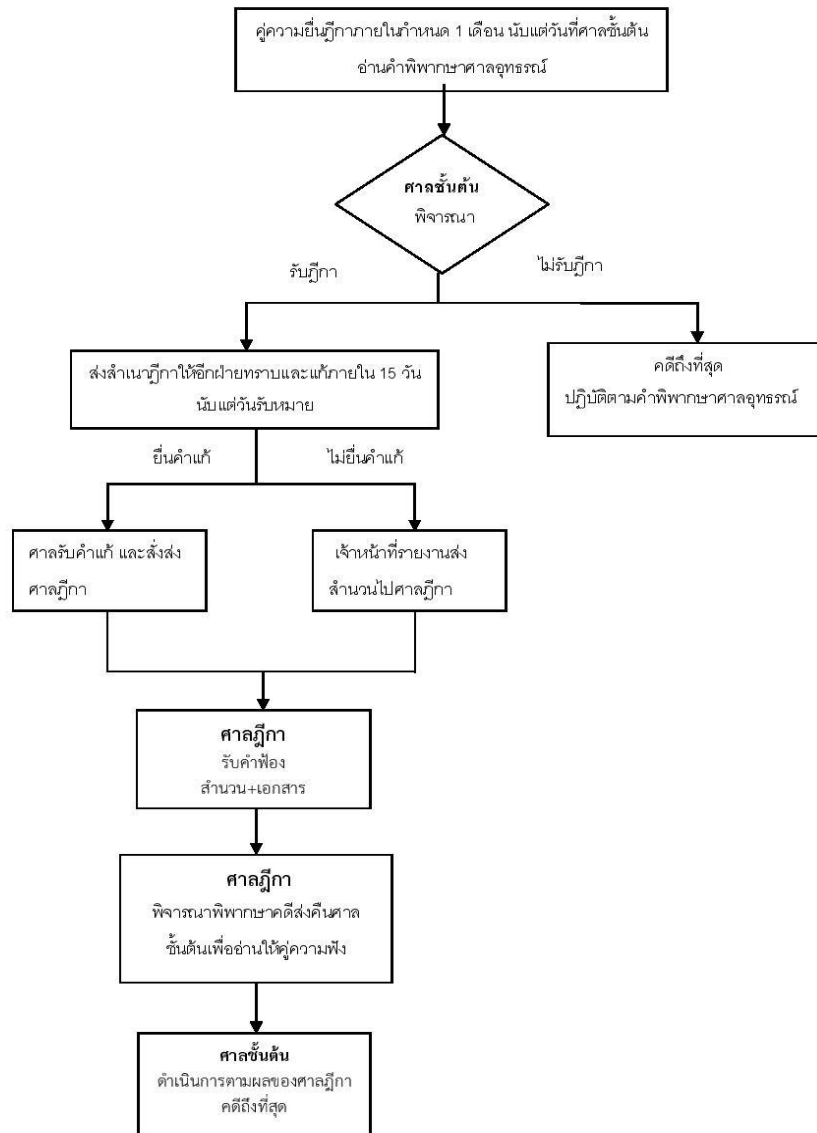 คู่ความยื่นฎีกาภายในกำหนด 1 เดือน นับแต่วันที่ศาลชั้นต้น
อ่านคำพิพากษาศาลอุทธรณ์
ศาลชั้นต้น
พิจารณา
รับฎีกา
ไม่รับฎีกา
ส่งสำเนาฎีกาให้อีกฝ่ายทราบและแก้ภายใน 15 วัน
นับแต่วันรับหมาย
คดีถึงที่สุด
ปฏิบัติตามคำพิพากษาศาลอุทธรณ์
ยื่นคำแก้
ไม่ยื่นคำแก้
ศาลรับคำแก้ และสั่งส่ง
ศาลฎีกา
เจ้าหน้าที่รายงานส่ง
สำนวนไปศาลฎีกา
ศาลฎีกา
รับคำฟ้อง
สำนวน+เอกสาร
ศาลฎีกา
พิจารณาพิพากษาคดีส่งคืนศาล
ชั้นต้นเพื่ออ่านให้คู่ความฟัง
ศาลชั้นต้น
ดำเนินการตามผลของศาลฎีกา
คดีถึงที่สุด